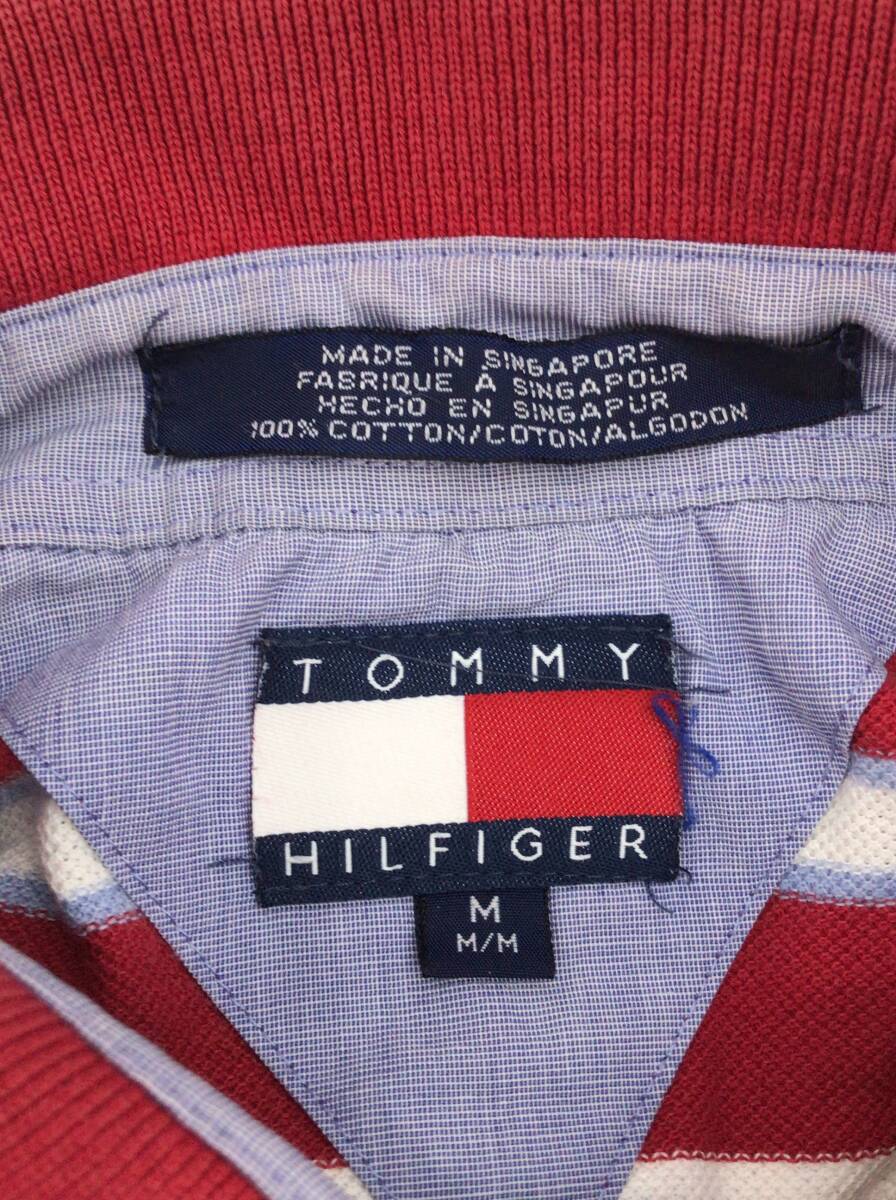 MADE IN SINGAPORE
FABRIQUE À SINGAPOUR
HECHO EN SINGAPUR
100% COTTON/COTON/ALGODON
TOMMY
HILFIGER
M
M/M